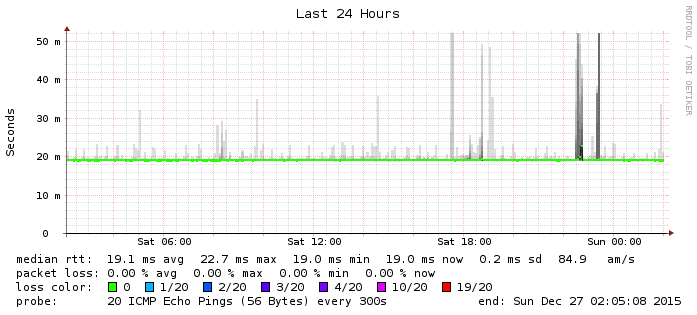 Last 24 Hours
RRDTOOL / TOBI OETIKER
Seconds
50 m
40 m
30 m
20 m
10 m
0
Sat 06:00 Sat 12:00 Sat 18:00 Sun 00:00
median rtt: 19.1 ms avg 22.7 ms max 19.0 ms min 19.0 ms now 0.2 ms sd 84.9 am/s
packet loss: 0.00 % avg 0.00 % max 0.00 % min 0.00 % now
loss color: 0 1/20 2/20 3/20 4/20 10/20 19/20
probe: 20 ICMP Echo Pings (56 Bytes) every 300s end: Sun Dec 27 02:05:08 2015